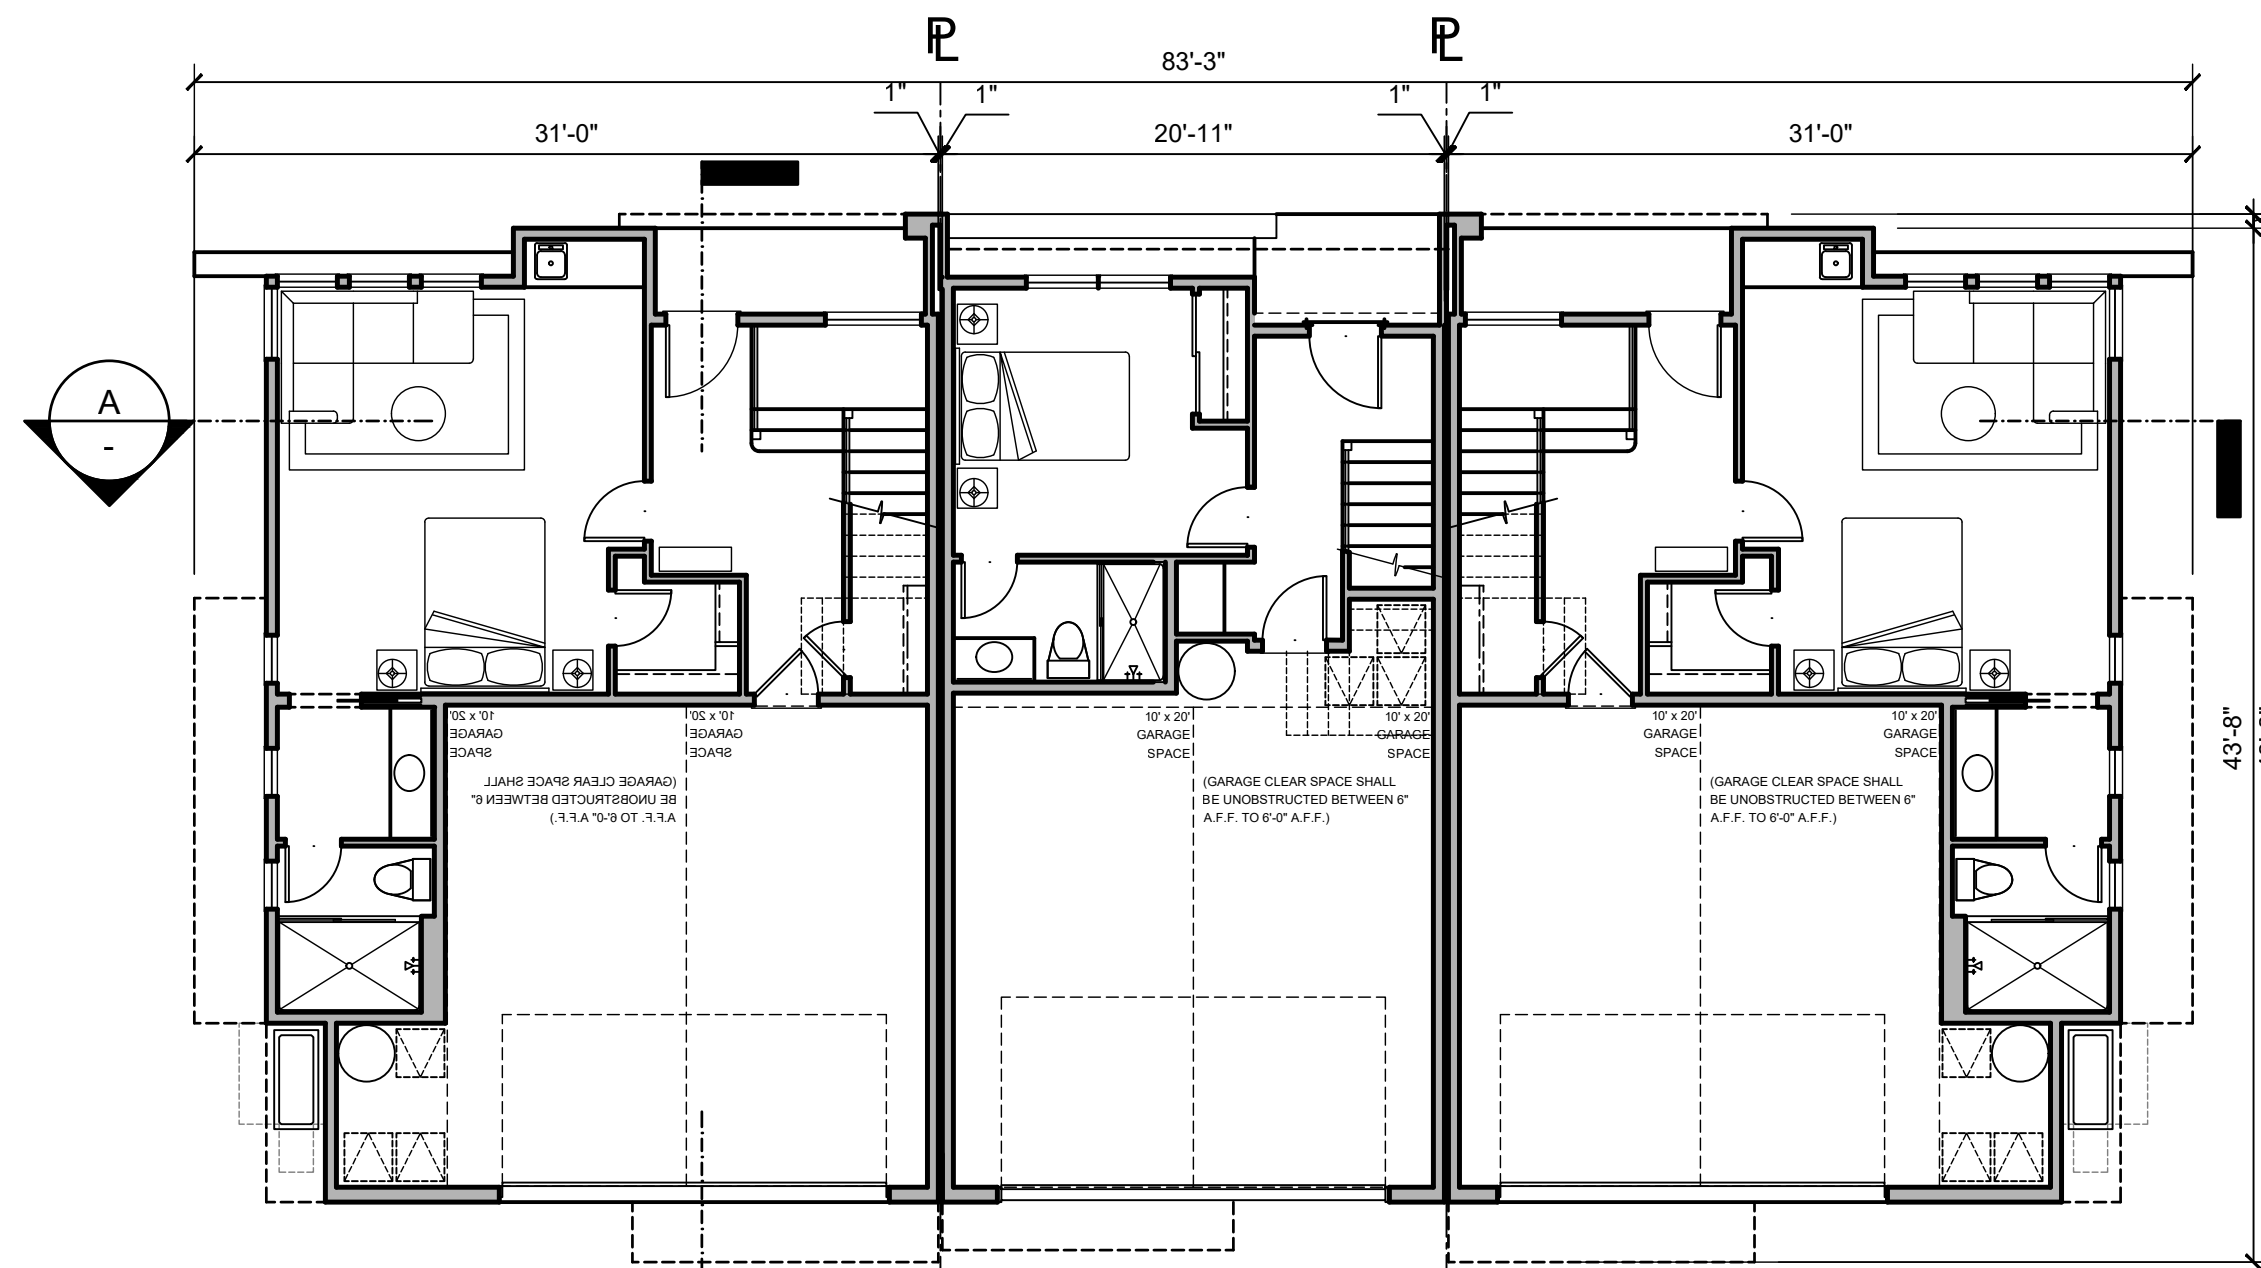 PL PL
83'-3"
1" 1" 1" 1"
31'-0" 20'-11" 31'-0"
A
-
10' x 20'
GARAGE
SPACE
10' x 20'
GARAGE
SPACE
(GARAGE CLEAR SPACE SHALL
BE UNOBSTRUCTED BETWEEN 6"
A.F.F. TO 6'-0" A.F.F.)
10' x 20'
GARAGE
SPACE
10' x 20'
GARAGE
SPACE
(GARAGE CLEAR SPACE SHALL
BE UNOBSTRUCTED BETWEEN 6"
A.F.F. TO 6'-0" A.F.F.)
10' x 20'
GARAGE
SPACE
10' x 20'
GARAGE
SPACE
(GARAGE CLEAR SPACE SHALL
BE UNOBSTRUCTED BETWEEN 6"
A.F.F. TO 6'-0" A.F.F.)
43'-8"